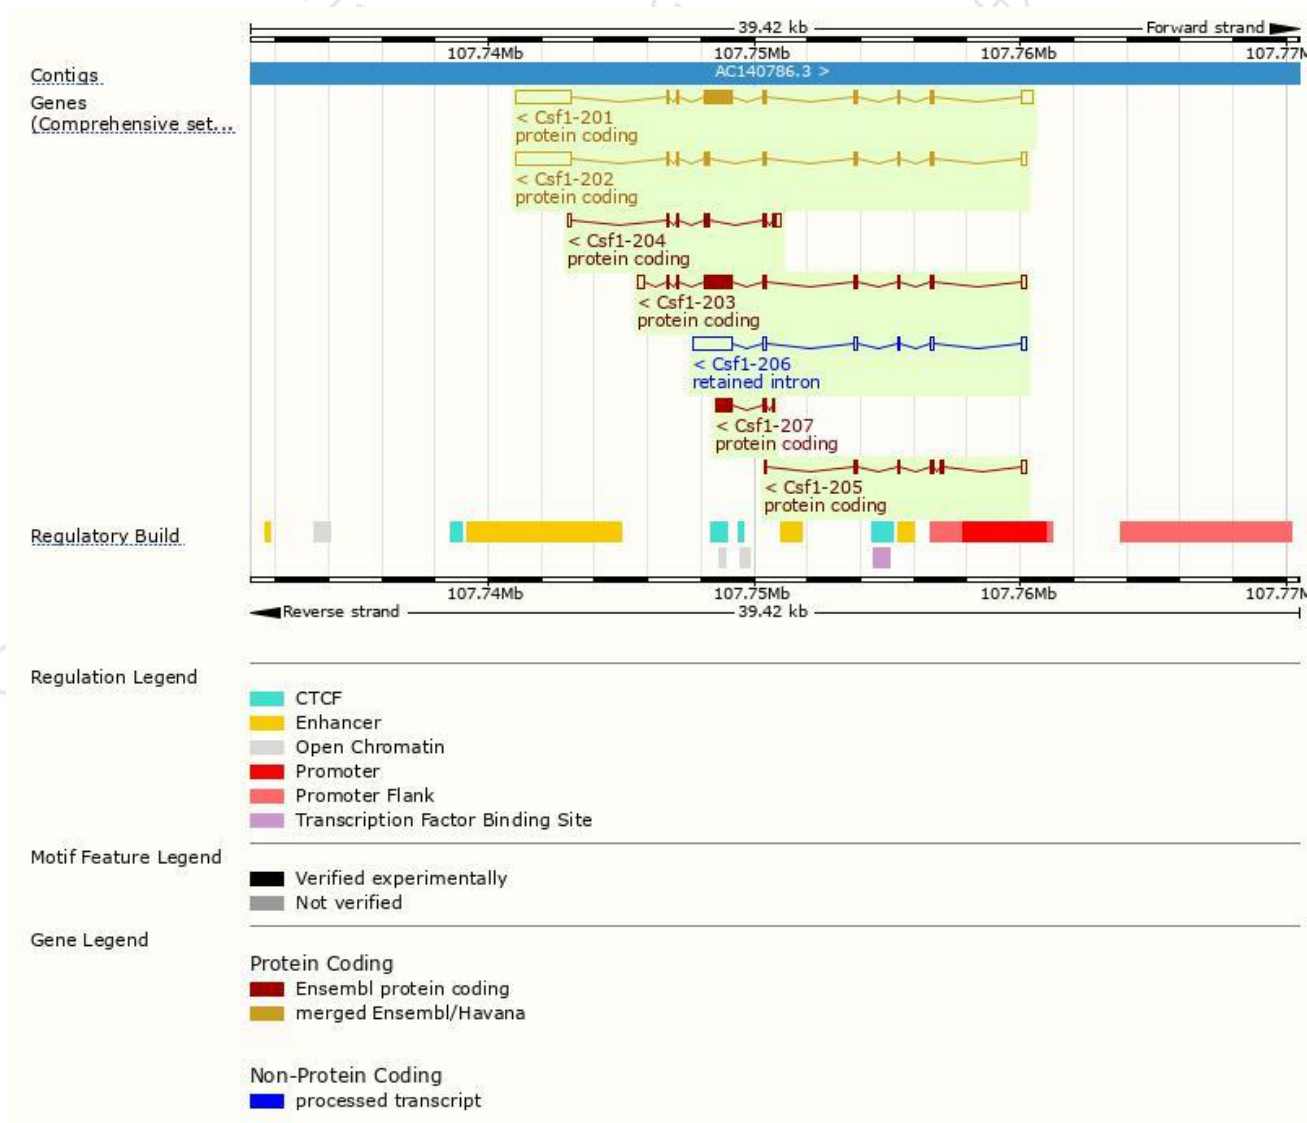 39.42 kb
Forward strand
107.74Mb 107.75Mb 107.76Mb 107.77M
Contigs
AC140786.3 >
Genes
(Comprehensive set...
< Csf1-201
protein coding
< Csf1-202
protein coding
< Csf1-204
protein coding
< Csf1-203
protein coding
< Csf1-206
retained intron
< Csf1-207
protein coding
< Csf1-205
protein coding
Regulatory Build
107.74Mb 107.75Mb 107.76Mb 107.77M
Reverse strand
39.42 kb
Regulation Legend
CTCF
Enhancer
Open Chromatin
Promoter
Promoter Flank
Transcription Factor Binding Site
Motif Feature Legend
Verified experimentally
Not verified
Gene Legend
Protein Coding
Ensembl protein coding
merged Ensembl/Havana
Non-Protein Coding
processed transcript